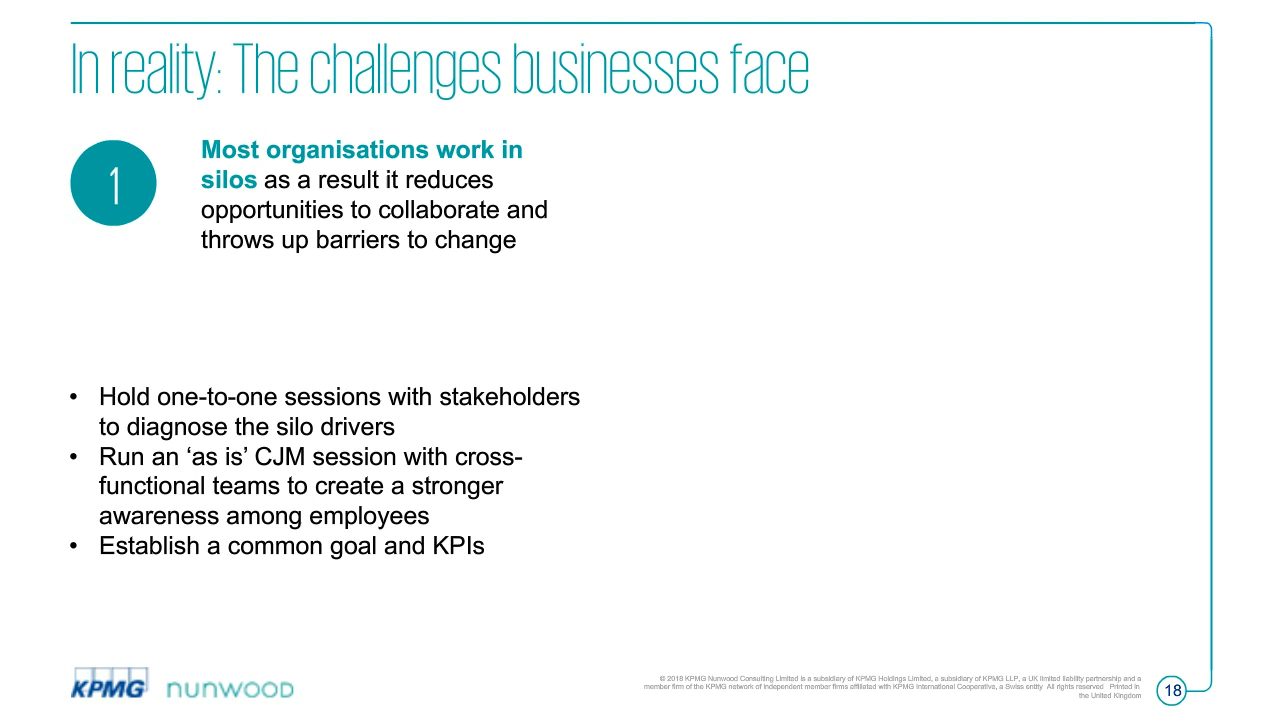 In reality: The challenges businesses face
1
Most organisations work in
silos as a result it reduces
opportunities to collaborate and
throws up barriers to change
• Hold one-to-one sessions with stakeholders
to diagnose the silo drivers
• Run an ‘as is’ CJM session with cross-
functional teams to create a stronger
awareness among employees
• Establish a common goal and KPIs
KPMG nunwood
© 2018 KPMG Nunwood Consulting Limited is a subsidiary of KPMG Holdings Limited, a subsidiary of KPMG LLP, a UK limited liability partnership and a
member firm of the KPMG network of independent member firms affiliated with KPMG International Cooperative, a Swiss entity All rights reserved Printed in
the United Kingdom
18